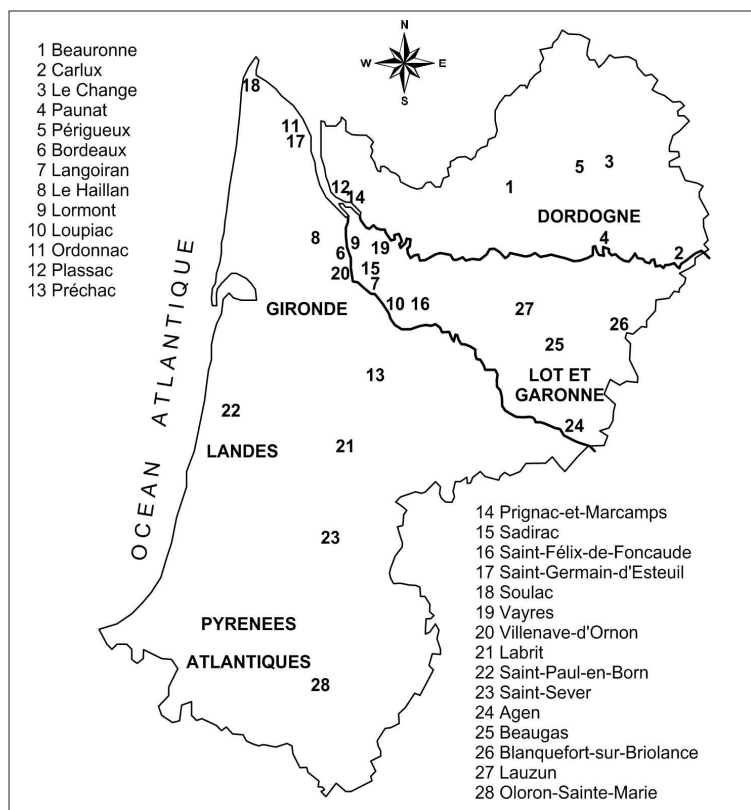 1 Beauronne
2 Carlux
3 Le Change
4 Paunat
5 Périgueux
6 Bordeaux
7 Langoiran
8 Le Haillan
9 Lormont
10 Loupiac
11 Ordonnac
12 Plassac
13 Préchac
N
W E
S
18
11
17
12
14
5 3
1
DORDOGNE
8
9
6
19
4
2
20
15
7
10 16
27
26
GIRONDE
25
LOT ET
GARONNE
13
22
24
21
LANDES
OCEAN ATLANTIQUE
23
PYRENEES
ATLANTIQUES
28
14 Prignac-et-Marcamps
15 Sadirac
16 Saint-Félix-de-Foncaude
17 Saint-Germain-d'Esteuil
18 Soulac
19 Vayres
20 Villenave-d'Ornon
21 Labrit
22 Saint-Paul-en-Born
23 Saint-Sever
24 Agen
25 Beaugas
26 Blanquefort-sur-Briolance
27 Lauzun
28 Oloron-Sainte-Marie